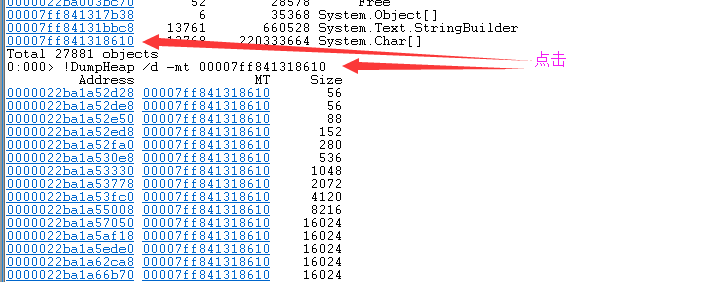 0000022ba003bc70 52 28578 Free
00007ff841317b38 6 35368 System.Object[]
00007ff84131bbc8 13761 660528 System.Text.StringBuilder
00007ff841318610 220333664 System.Char[]
Total 27881 objects
0:000> !DumpHeap /d -mt 00007ff841318610
点击
Address MT Size
0000022ba1a52d28 00007ff841318610 56
0000022ba1a52de8 00007ff841318610 56
0000022ba1a52e50 00007ff841318610 88
0000022ba1a52ed8 00007ff841318610 152
0000022ba1a52fa0 00007ff841318610 280
0000022ba1a530e8 00007ff841318610 536
0000022ba1a53330 00007ff841318610 1048
0000022ba1a53778 00007ff841318610 2072
0000022ba1a53fc0 00007ff841318610 4120
0000022ba1a55008 00007ff841318610 8216
0000022ba1a57050 00007ff841318610 16024
0000022ba1a5af18 00007ff841318610 16024
0000022ba1a5ede0 00007ff841318610 16024
0000022ba1a62ca8 00007ff841318610 16024
0000022ba1a66b70 00007ff841318610 16024